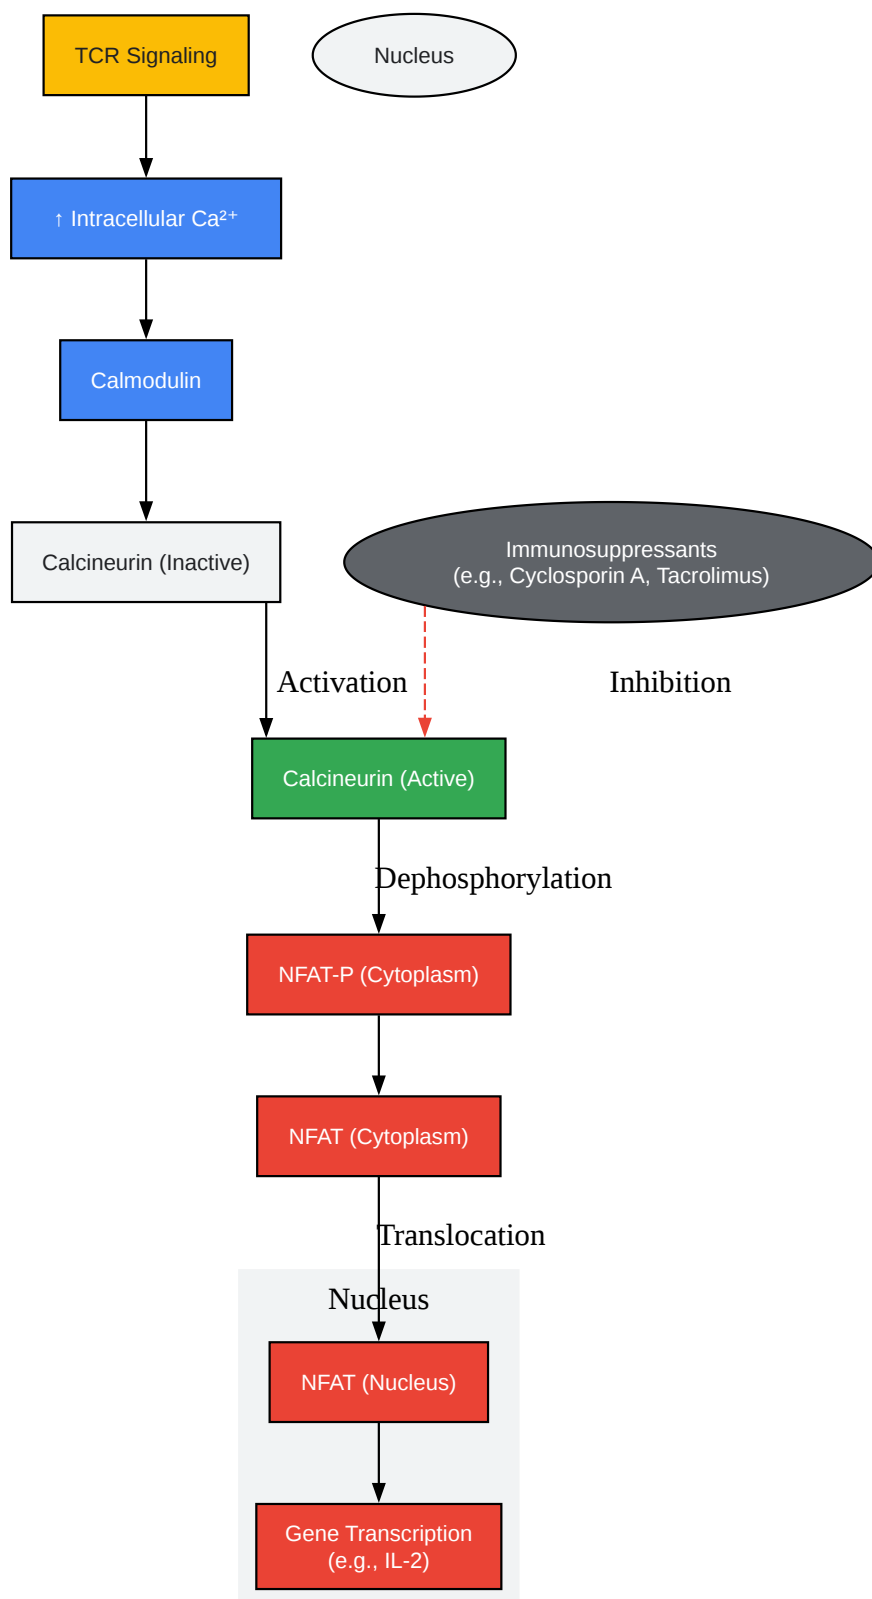 TCR Signaling
Nucleus
↑ Intracellular Ca²⁺
Calmodulin
Calcineurin (Inactive)
Immunosuppressants
(e.g., Cyclosporin A, Tacrolimus)
Activation
Inhibition
Calcineurin (Active)
Dephosphorylation
NFAT-P (Cytoplasm)
NFAT (Cytoplasm)
Translocation
Nucleus
NFAT (Nucleus)
Gene Transcription
(e.g., IL-2)